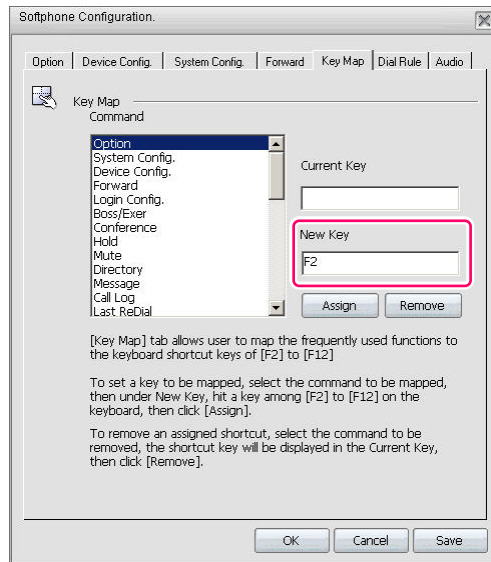 Softphone Configuration.
Option Device Config. System Config. Forward Key Map Dial Rule Audio
Key Map
Command
Option
System Config.
Device Config.
Forward
Login Config.
Boss/Exer
Conference
Hold
Mute
Directory
Message
Call Log
Last ReDial
Current Key
New Key
F2
Assign Remove
[Key Map] tab allows user to map the frequently used functions to
the keyboard shortcut keys of [F2] to [F12]
To set a key to be mapped, select the command to be mapped,
then under New Key, hit a key among [F2] to [F12] on the
keyboard, then click [Assign].
To remove an assigned shortcut, select the command to be
removed, the shortcut key will be displayed in the Current Key,
then click [Remove].
OK Cancel Save